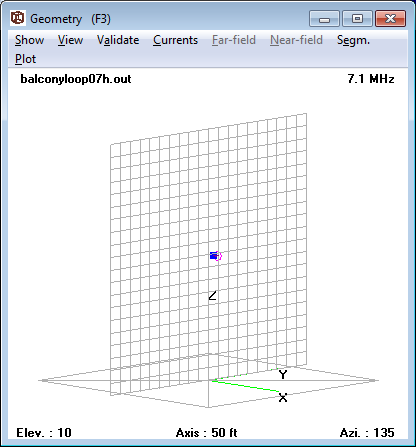 Geometry (F3)
Show View Validate Currents Far-field Near-field Segm.
Plot
balconyloop07h.out 7.1 MHz
Z
Y
X
Elev. : 10 Axis : 50 ft Azi. : 135